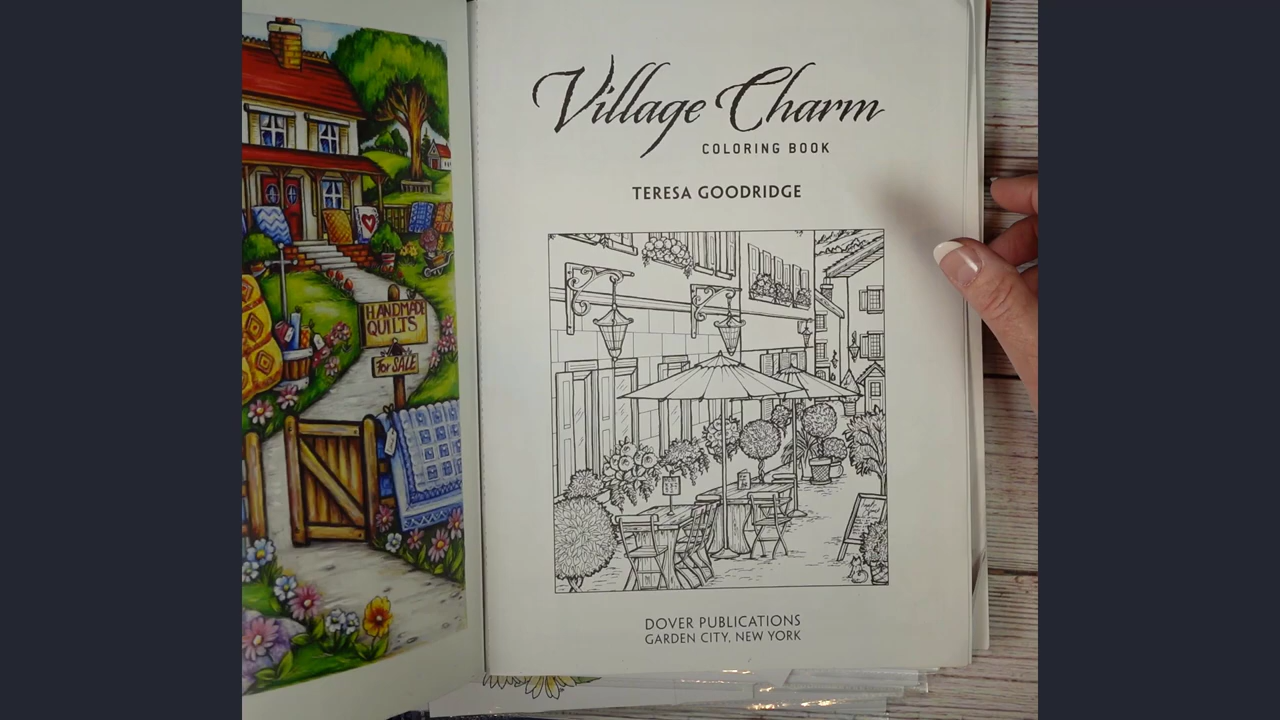 HANDMADE
QUILTS
For SALE
Village Charm
COLORING BOOK
TERESA GOODRIDGE
DOVER PUBLICATIONS
GARDEN CITY, NEW YORK